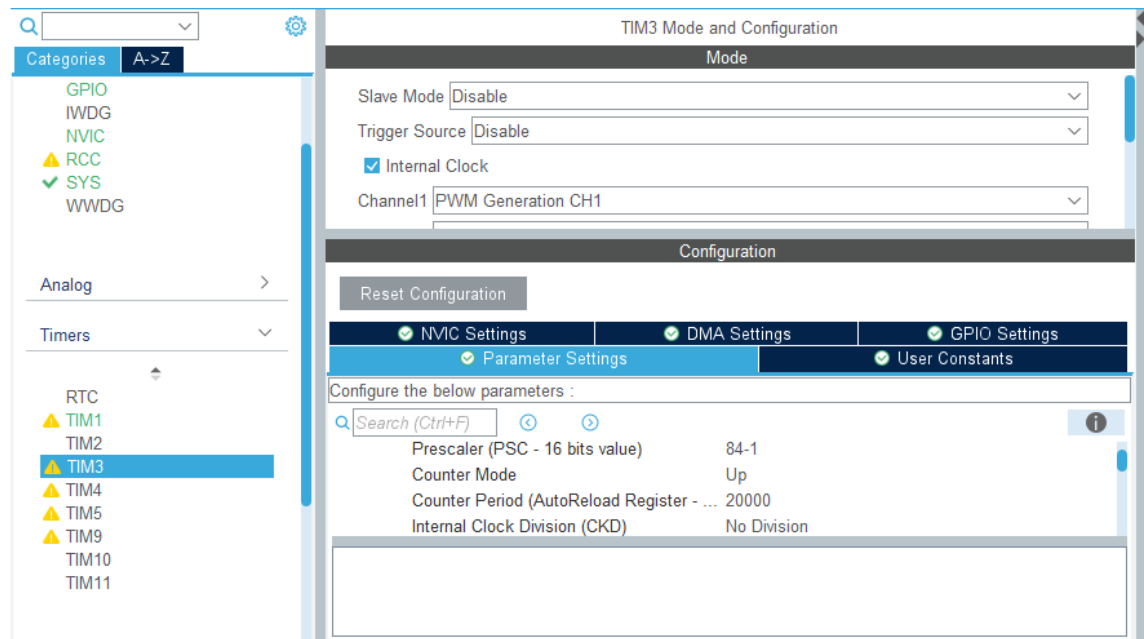 Categories
A->Z
GPIO
IWDG
NVIC
RCC
SYS
WWDG
Analog
Timers
RTC
TIM1
TIM2
TIM3
TIM4
TIM5
TIM9
TIM10
TIM11
TIM3 Mode and Configuration
Mode
Slave Mode Disable
Trigger Source Disable
Internal Clock
Channel1 PWM Generation CH1
Configuration
Reset Configuration
NVIC Settings
DMA Settings
GPIO Settings
Parameter Settings
User Constants
Configure the below parameters :
Search (Ctrl+F)
Prescaler (PSC - 16 bits value) 84-1
Counter Mode Up
Counter Period (AutoReload Register - ... 20000
Internal Clock Division (CKD) No Division